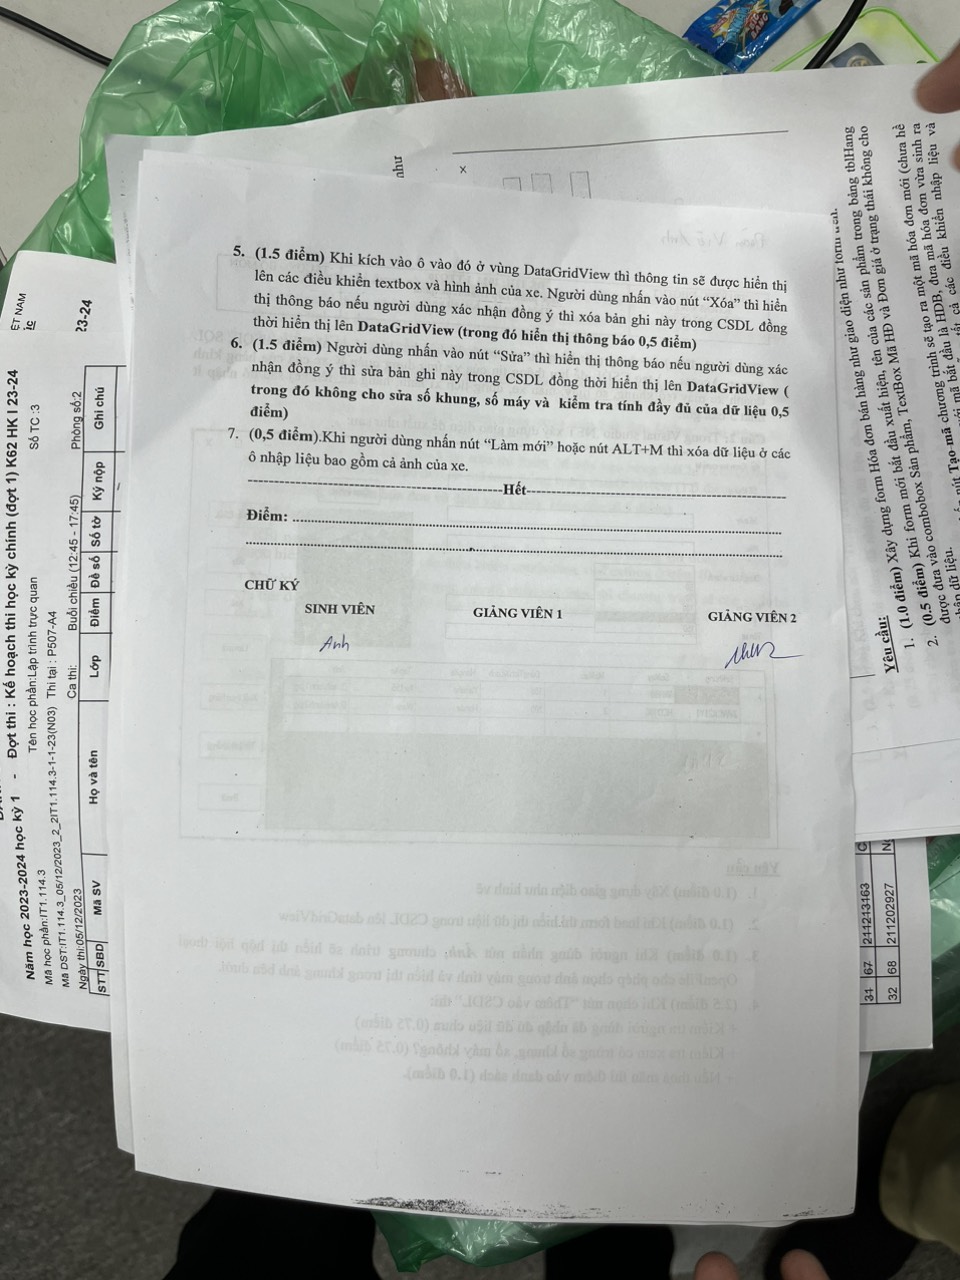 5. (1.5 điểm) Khi kích vào ô vào đó ở vùng DataGridView thì thông tin sẽ được hiển thị
lên các điều khiển textbox và hình ảnh của xe. Người dùng nhấn vào nút “Xóa” thì hiển
thị thông báo nếu người dùng xác nhận đồng ý thì xóa bản ghi này trong CSDL đồng
thời hiển thị lên DataGridView (trong đó hiển thị thông báo 0,5 điểm)
6. (1.5 điểm) Người dùng nhấn vào nút “Sửa” thì hiển thị thông báo nếu người dùng xác
nhận đồng ý thì sửa bản ghi này trong CSDL đồng thời hiển thị lên DataGridView (
trong đó không cho sửa số khung, số máy và kiểm tra tính đầy đủ của dữ liệu 0,5
điểm)
7. (0,5 điểm).Khi người dùng nhấn nút “Làm mới” hoặc nút ALT+M thì xóa dữ liệu ở các
ô nhập liệu bao gồm cả ảnh của xe.
Hết
Điểm:
CHỮ KÝ
SINH VIÊN GIẢNG VIÊN 1 GIẢNG VIÊN 2
Anh
như
x
ỆT NAM
23-24
Năm học 2023-2024 học kỳ 1 - Đợt thi : Kế hoạch thi học kỳ chính (đợt 1) K62 HK I 23-24
Mã học phần:IT1.114.3 Tên học phần:Lập trình trực quan Số TC :3
Mã DST:IT1.114.3_05/12/2023_2_2IT1.114.3-1-1-23(N03) Thi tại : P507-A4
Ngày thi:05/12/2023 Ca thi: Buổi chiều (12:45 - 17:45) Phòng số:2
STT SBD Mã SV Họ và tên Lớp Điểm Đề số Số tờ Ký nộp Ghi chú
Yêu cầu:
1. (1.0 điểm) Xây dựng form Hóa đơn bán hàng như giao diện như form trên.
2. (0.5 điểm) Khi form mới bắt đầu xuất hiện, tên của các sản phẩm trong bảng tblHang
được đưa vào combobox Sản phẩm, TextBox Mã HĐ và Đơn giá ở trạng thái không cho
nhận dữ liệu.
nút Tạo mã chương trình sẽ tạo ra một mã hóa đơn mới (chưa hề
mã bắt đầu là HDB, đưa mã hóa đơn vừa sinh ra
tất cả các điều khiển nhập liệu và
31 67 211213163
32 68 211202927